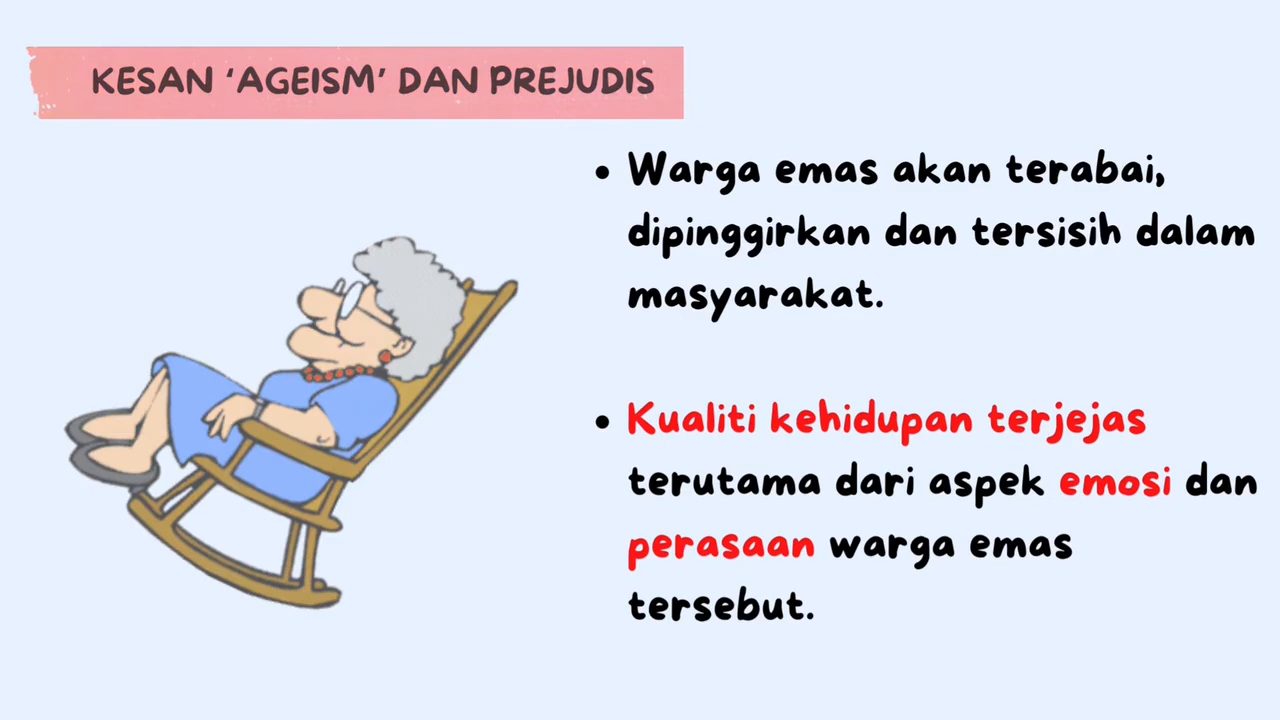 KESAN ‘AGEISM’ DAN PREJUDIS
• Warga emas akan terabai,
dipinggirkan dan tersisih dalam
masyarakat.
• Kualiti kehidupan terjejas
terutama dari aspek emosi dan
perasaan warga emas
tersebut.